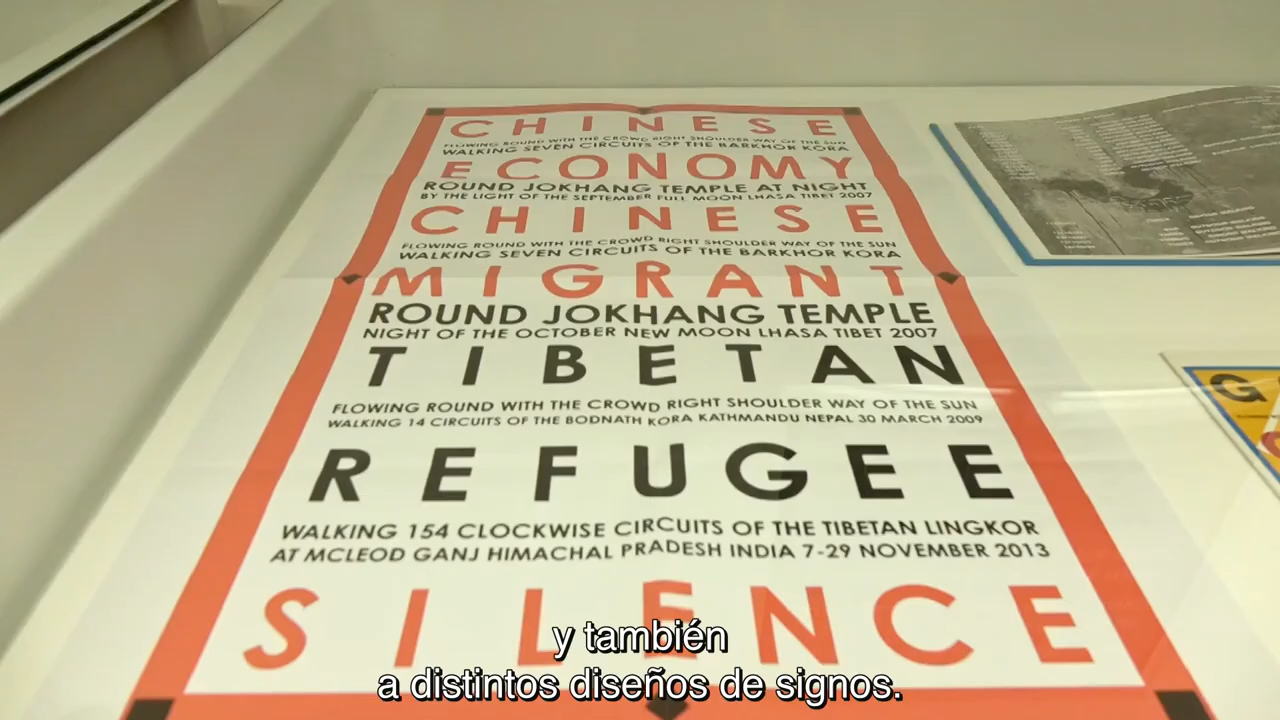 CHINESE
FLOWING ROUND WITH THE CROWD RIGHT SHOULDER WAY OF THE SUN
WALKING SEVEN CIRCUITS OF THE BARKHOR KORA
ECONOMY
ROUND JOKHANG TEMPLE AT NIGHT
BY THE LIGHT OF THE SEPTEMBER FULL MOON LHASA TIBET 2007
CHINESE
FLOWING ROUND WITH THE CROWD RIGHT SHOULDER WAY OF THE SUN
WALKING SEVEN CIRCUITS OF THE BARKHOR KORA
MIGRANT
ROUND JOKHANG TEMPLE
NIGHT OF THE OCTOBER NEW MOON LHASA TIBET 2007
TIBETAN
FLOWING ROUND WITH THE CROWD RIGHT SHOULDER WAY OF THE SUN
WALKING 14 CIRCUITS OF THE BODNATH KORA KATHMANDU NEPAL 30 MARCH 2009
REFUGEE
WALKING 154 CLOCKWISE CIRCUITS OF THE TIBETAN LINGKOR
AT MCLEOD GANJ HIMACHAL PRADESH INDIA 7-29 NOVEMBER 2013
SILENCE
G
y también
a distintos diseños de signos.